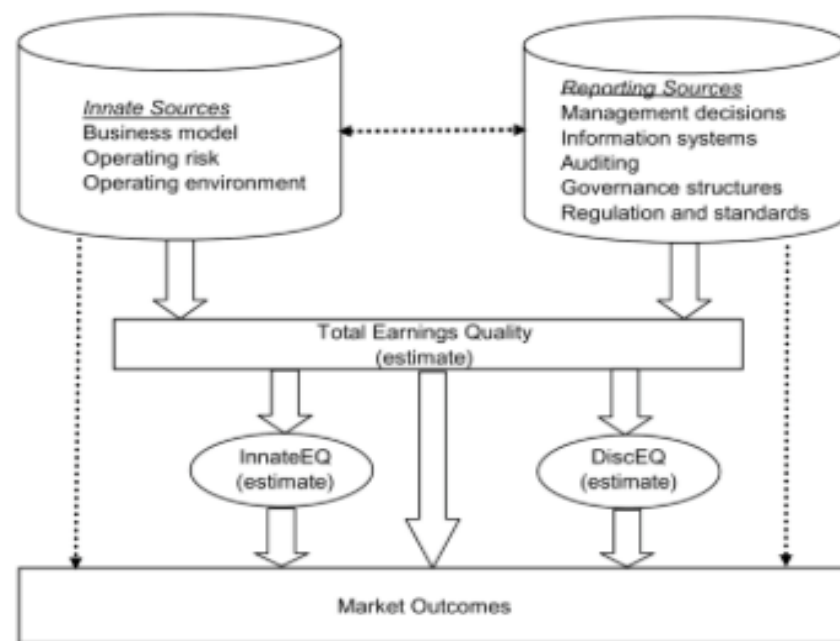 Innate Sources
Business model
Operating risk
Operating environment
Reporting Sources
Management decisions
Information systems
Auditing
Governance structures
Regulation and standards
Total Earnings Quality
(estimate)
InnateEQ
(estimate)
DiscEQ
(estimate)
Market Outcomes